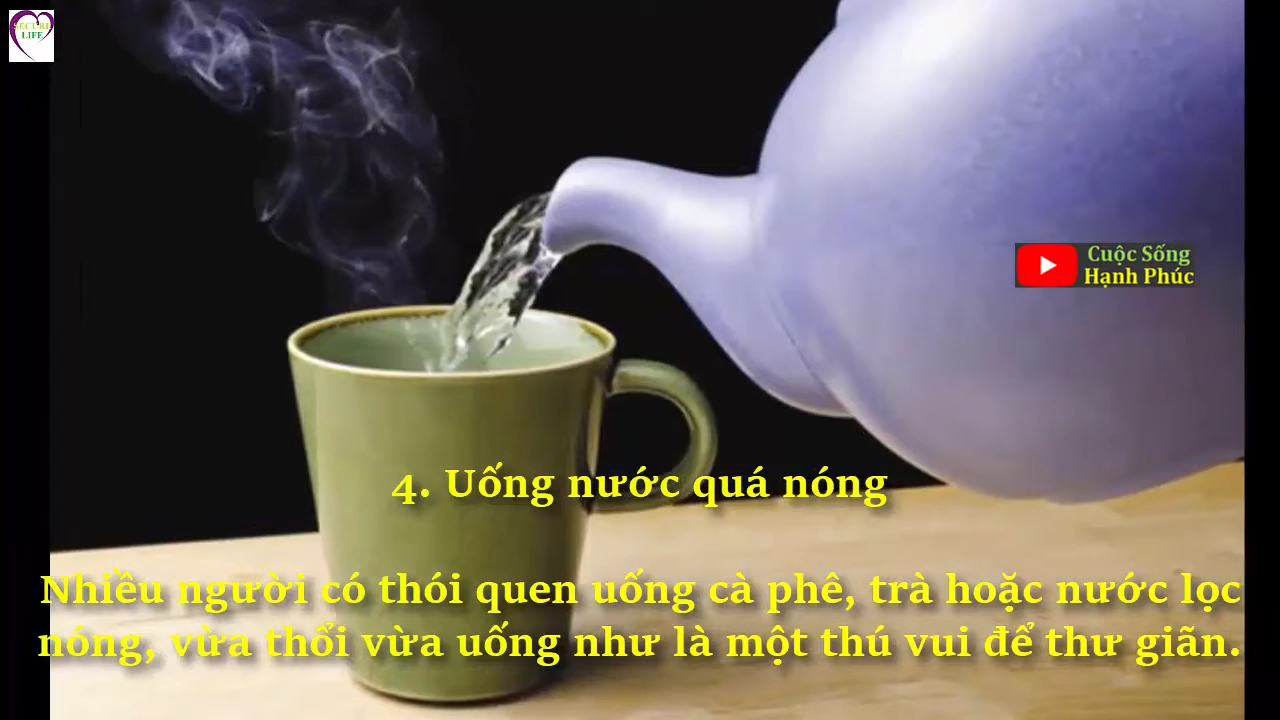 LIFE
Cuộc Sống
Hạnh Phúc
4. Uống nước quá nóng
Nhiều người có thói quen uống cà phê, trà hoặc nước lọc
nóng, vừa thổi vừa uống như là một thú vui để thư giãn.